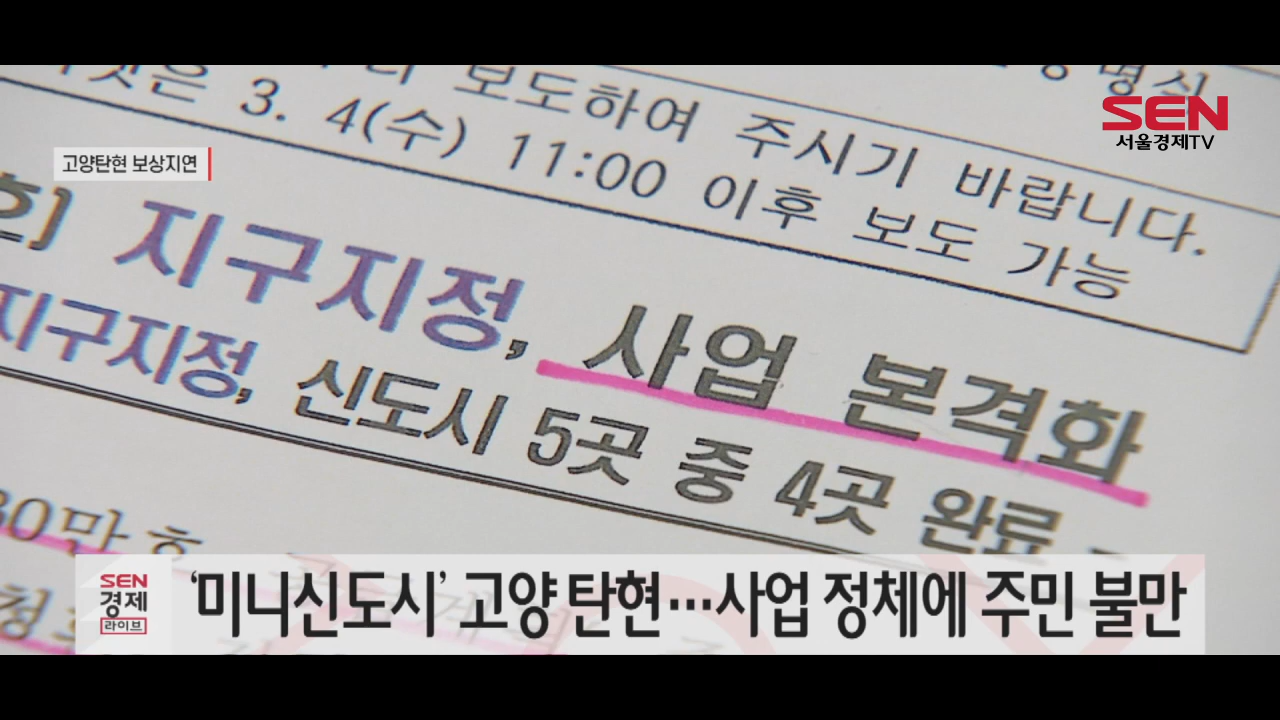 보도하여 주시기 바랍니다.
3. 4(수) 11:00 이후 보도 가능
SEN
서울경제TV
고양탄현 보상지연
지구지정, 사업 본격화
지구지정, 신도시 5곳 중 4곳 완료
SEN
경제
라이브
‘미니신도시’ 고양 탄현…사업 정체에 주민 불만